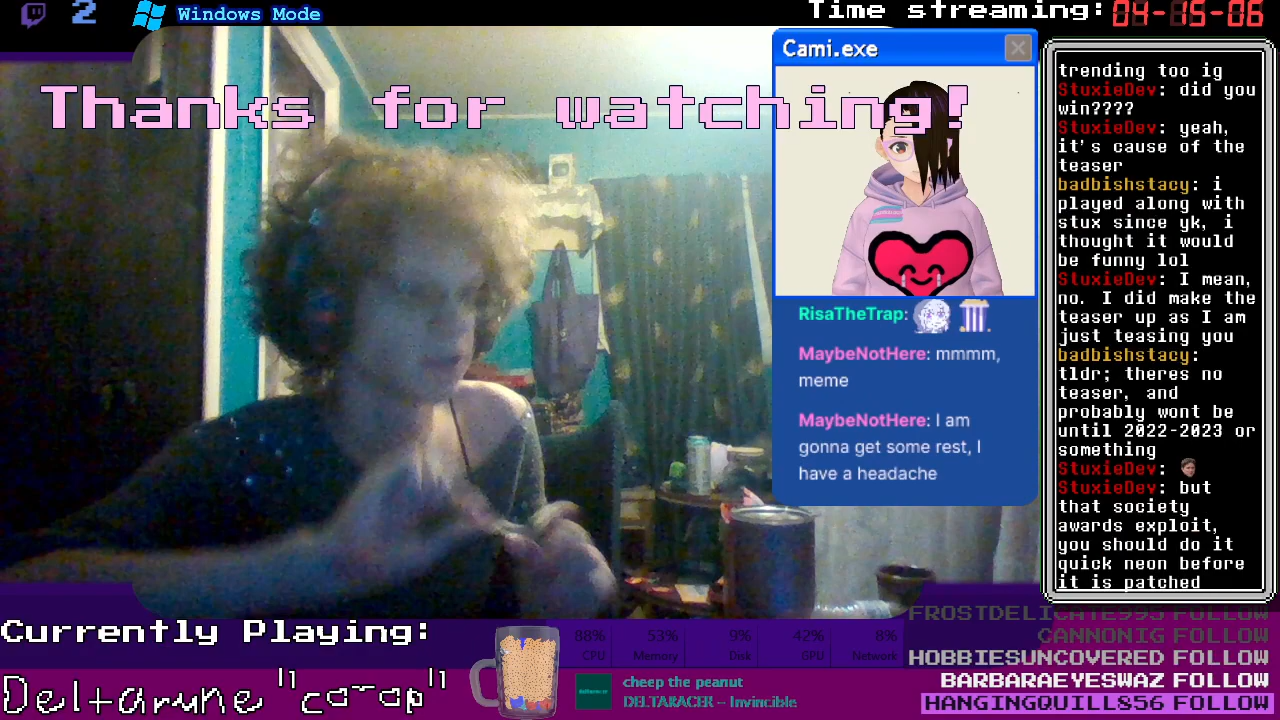 2
Windows Mode
Time streaming:
04-15-06
Cami.exe
Thanks for watching!
RisaTheTrap:
MaybeNotHere: mmmm,
meme
MaybeNotHere: I am
gonna get some rest, I
have a headache
trending too ig
StuxieDev: did you
win????
StuxieDev: yeah,
it's cause of the
teaser
badbishstacy: i
played along with
stux since yk, i
thought it would
be funny lol
StuxieDev: I mean,
no. I did make the
teaser up as I am
just teasing you
badbishstacy:
tldr; theres no
teaser, and
probably wont be
until 2022-2023 or
something
StuxieDev:
StuxieDev: but
that society
awards exploit,
you should do it
quick neon before
it is patched
Currently Playing:
Deltarune "carap"
88% 53% 9% 42% 8%
CPU Memory Disk GPU Network
cheep the peanut
DELTARACER - Invincible
FROSTDELICATE995 FOLLOW
CANNONIG FOLLOW
HOBBIESUNCOVERED FOLLOW
BARBARAEYESWAZ FOLLOW
HANGINGQUILL856 FOLLOW